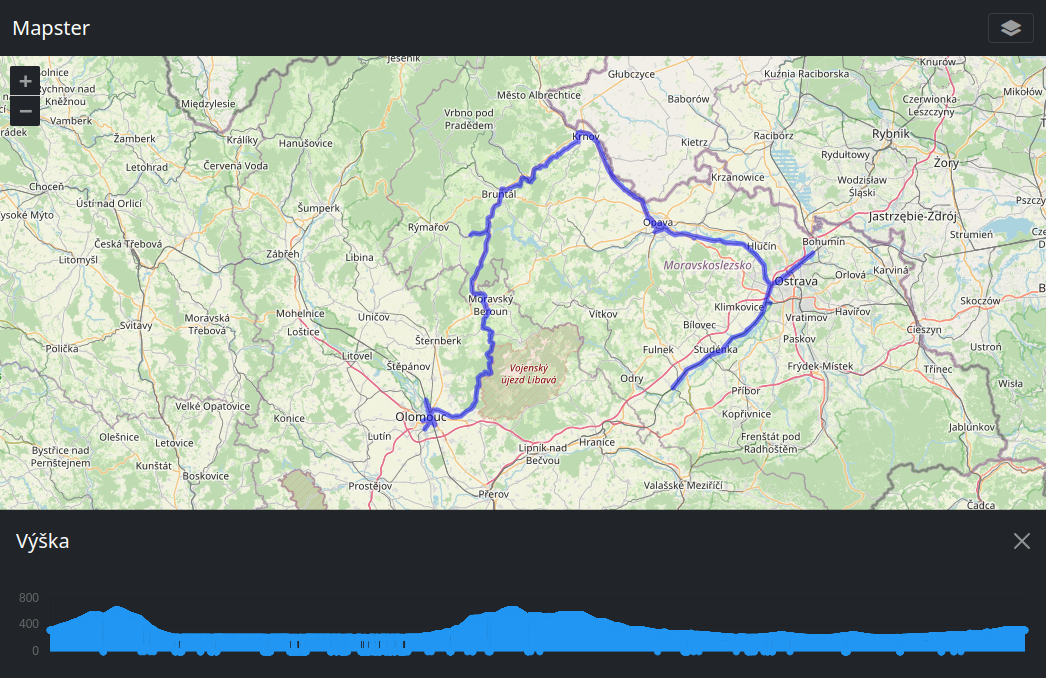 Mapster
+
−
Jeseník
Głubczyce
Kuźnia Raciborska
Knurów
Město Albrechtice
Baborów
Czerwionka-
Leszczyny
Mikołów
Kněžnou
Międzylesie
Vamberk
Vrbno pod
Pradědem
Žamberk
Králíky
Hanušovice
Krnov
Kietrz
Racibórz
Rybnik
Rydułtowy
Żory
Letohrad
Červená Voda
Krzanowice
Wodzisław
Śląski
Choceň
Bruntál
Ústí nad Orlicí
Šumperk
Vysoké Mýto
Rýmařov
Opava
Jastrzębie-Zdrój
Strumień
Česká Třebová
Zábřeh
Libina
Hlučín
Bohumín
Litomyšl
Moravskoslezsko
Orlová
Karviná
Ostrava
Moravský
Beroun
Mohelnice
Loštice
Uničov
Vítkov
Klimkovice
Havířov
Skoczów
Svitavy
Moravská
Třebová
Bílovec
Vratimov
Cieszyn
Paskov
Polička
Šternberk
Litovel
Fulnek
Studénka
Ustroń
Štěpánov
Vojenský
újezd Libavá
Odry
Příbor
Frýdek-Místek
Třinec
Wisła
Velké Opatovice
Konice
Olomouc
Kopřivnice
Jablunkov
Olešnice
Letovice
Lutín
Hranice
Frenštát pod
Radhoštěm
Bystřice nad
Pernštejnem
Kunštát
Boskovice
Lipník nad
Bečvou
Prostějov
Přerov
Valašské Meziříčí
Čadca
Výška
800
400
0